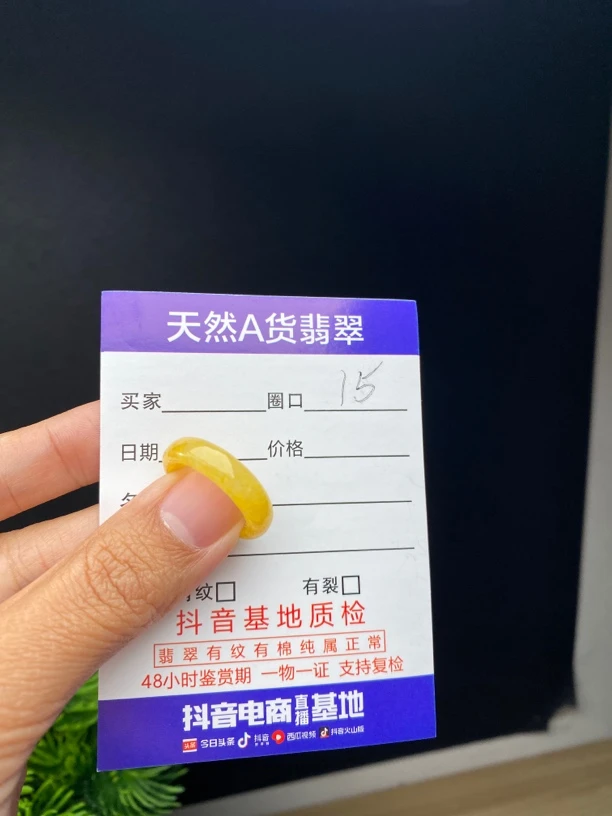 天然A货翡翠
买家 圈口 15
日期 价格
纹□ 有裂□
抖音基地质检
翡翠有纹有棉纯属正常
48小时鉴赏期 一物一证 支持复检
抖音电商直播基地
头条 今日头条 抖音 西瓜视频 抖音火山版